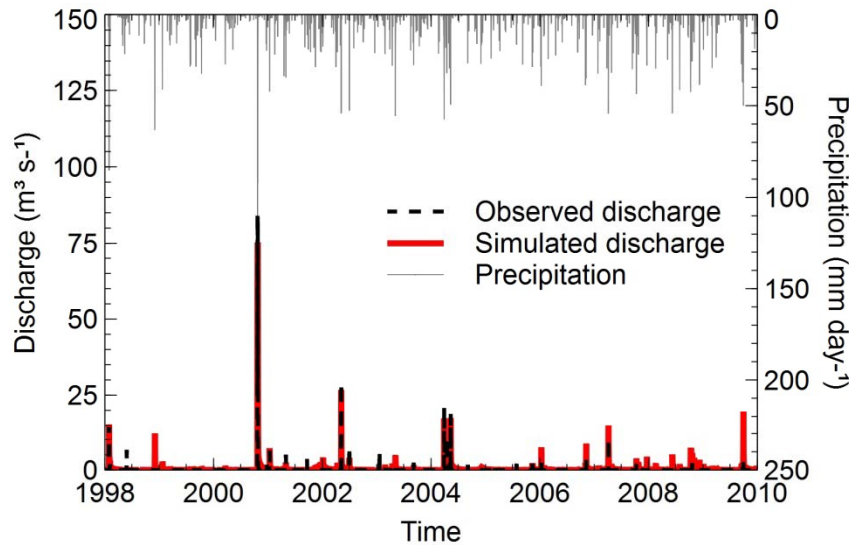 150
125
100
75
50
25
0
Discharge (m³ s-¹)
0
50
100
150
200
250
Precipitation (mm day-¹)
Observed discharge
Simulated discharge
Precipitation
1998 2000 2002 2004 2006 2008 2010
Time